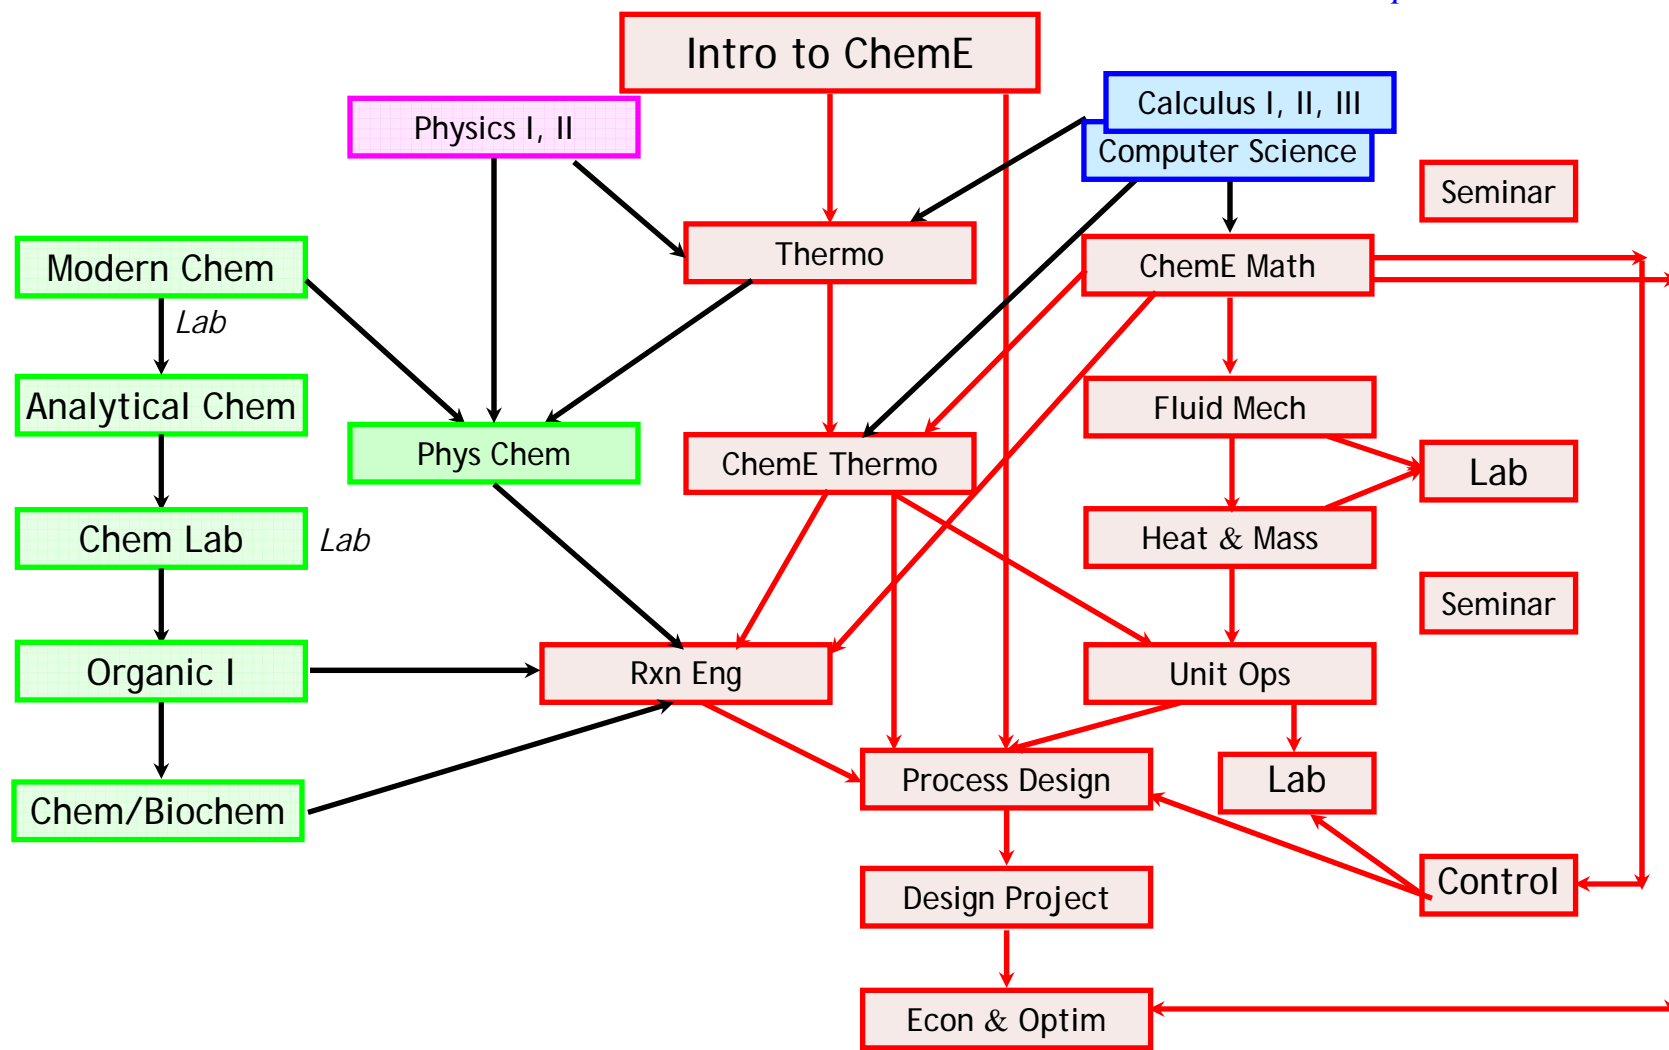 Intro to ChemE
Calculus I, II, III
Physics I, II
Computer Science
Seminar
Thermo
Modern Chem
ChemE Math
Lab
Analytical Chem
Fluid Mech
Phys Chem
ChemE Thermo
Lab
Chem Lab
Lab
Heat & Mass
Seminar
Organic I
Rxn Eng
Unit Ops
Process Design
Lab
Chem/Biochem
Control
Design Project
Econ & Optim